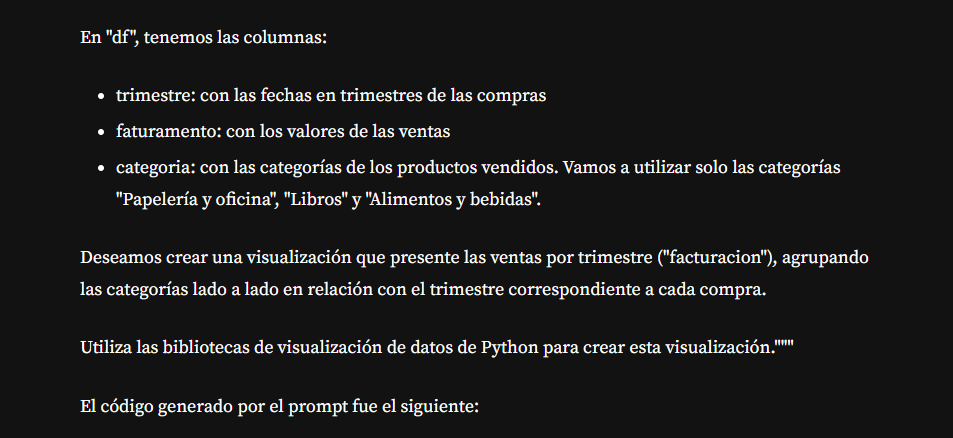 En "df", tenemos las columnas:
• trimestre: con las fechas en trimestres de las compras
• faturamento: con los valores de las ventas
• categoria: con las categorías de los productos vendidos. Vamos a utilizar solo las categorías
"Papelería y oficina", "Libros" y "Alimentos y bebidas".
Deseamos crear una visualización que presente las ventas por trimestre ("facturacion"), agrupando
las categorías lado a lado en relación con el trimestre correspondiente a cada compra.
Utiliza las bibliotecas de visualización de datos de Python para crear esta visualización."""
El código generado por el prompt fue el siguiente: